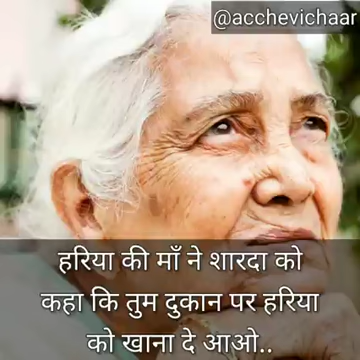 @acchevichaar
हरिया की माँ ने शारदा को
कहा कि तुम दुकान पर हरिया
को खाना दे आओ..